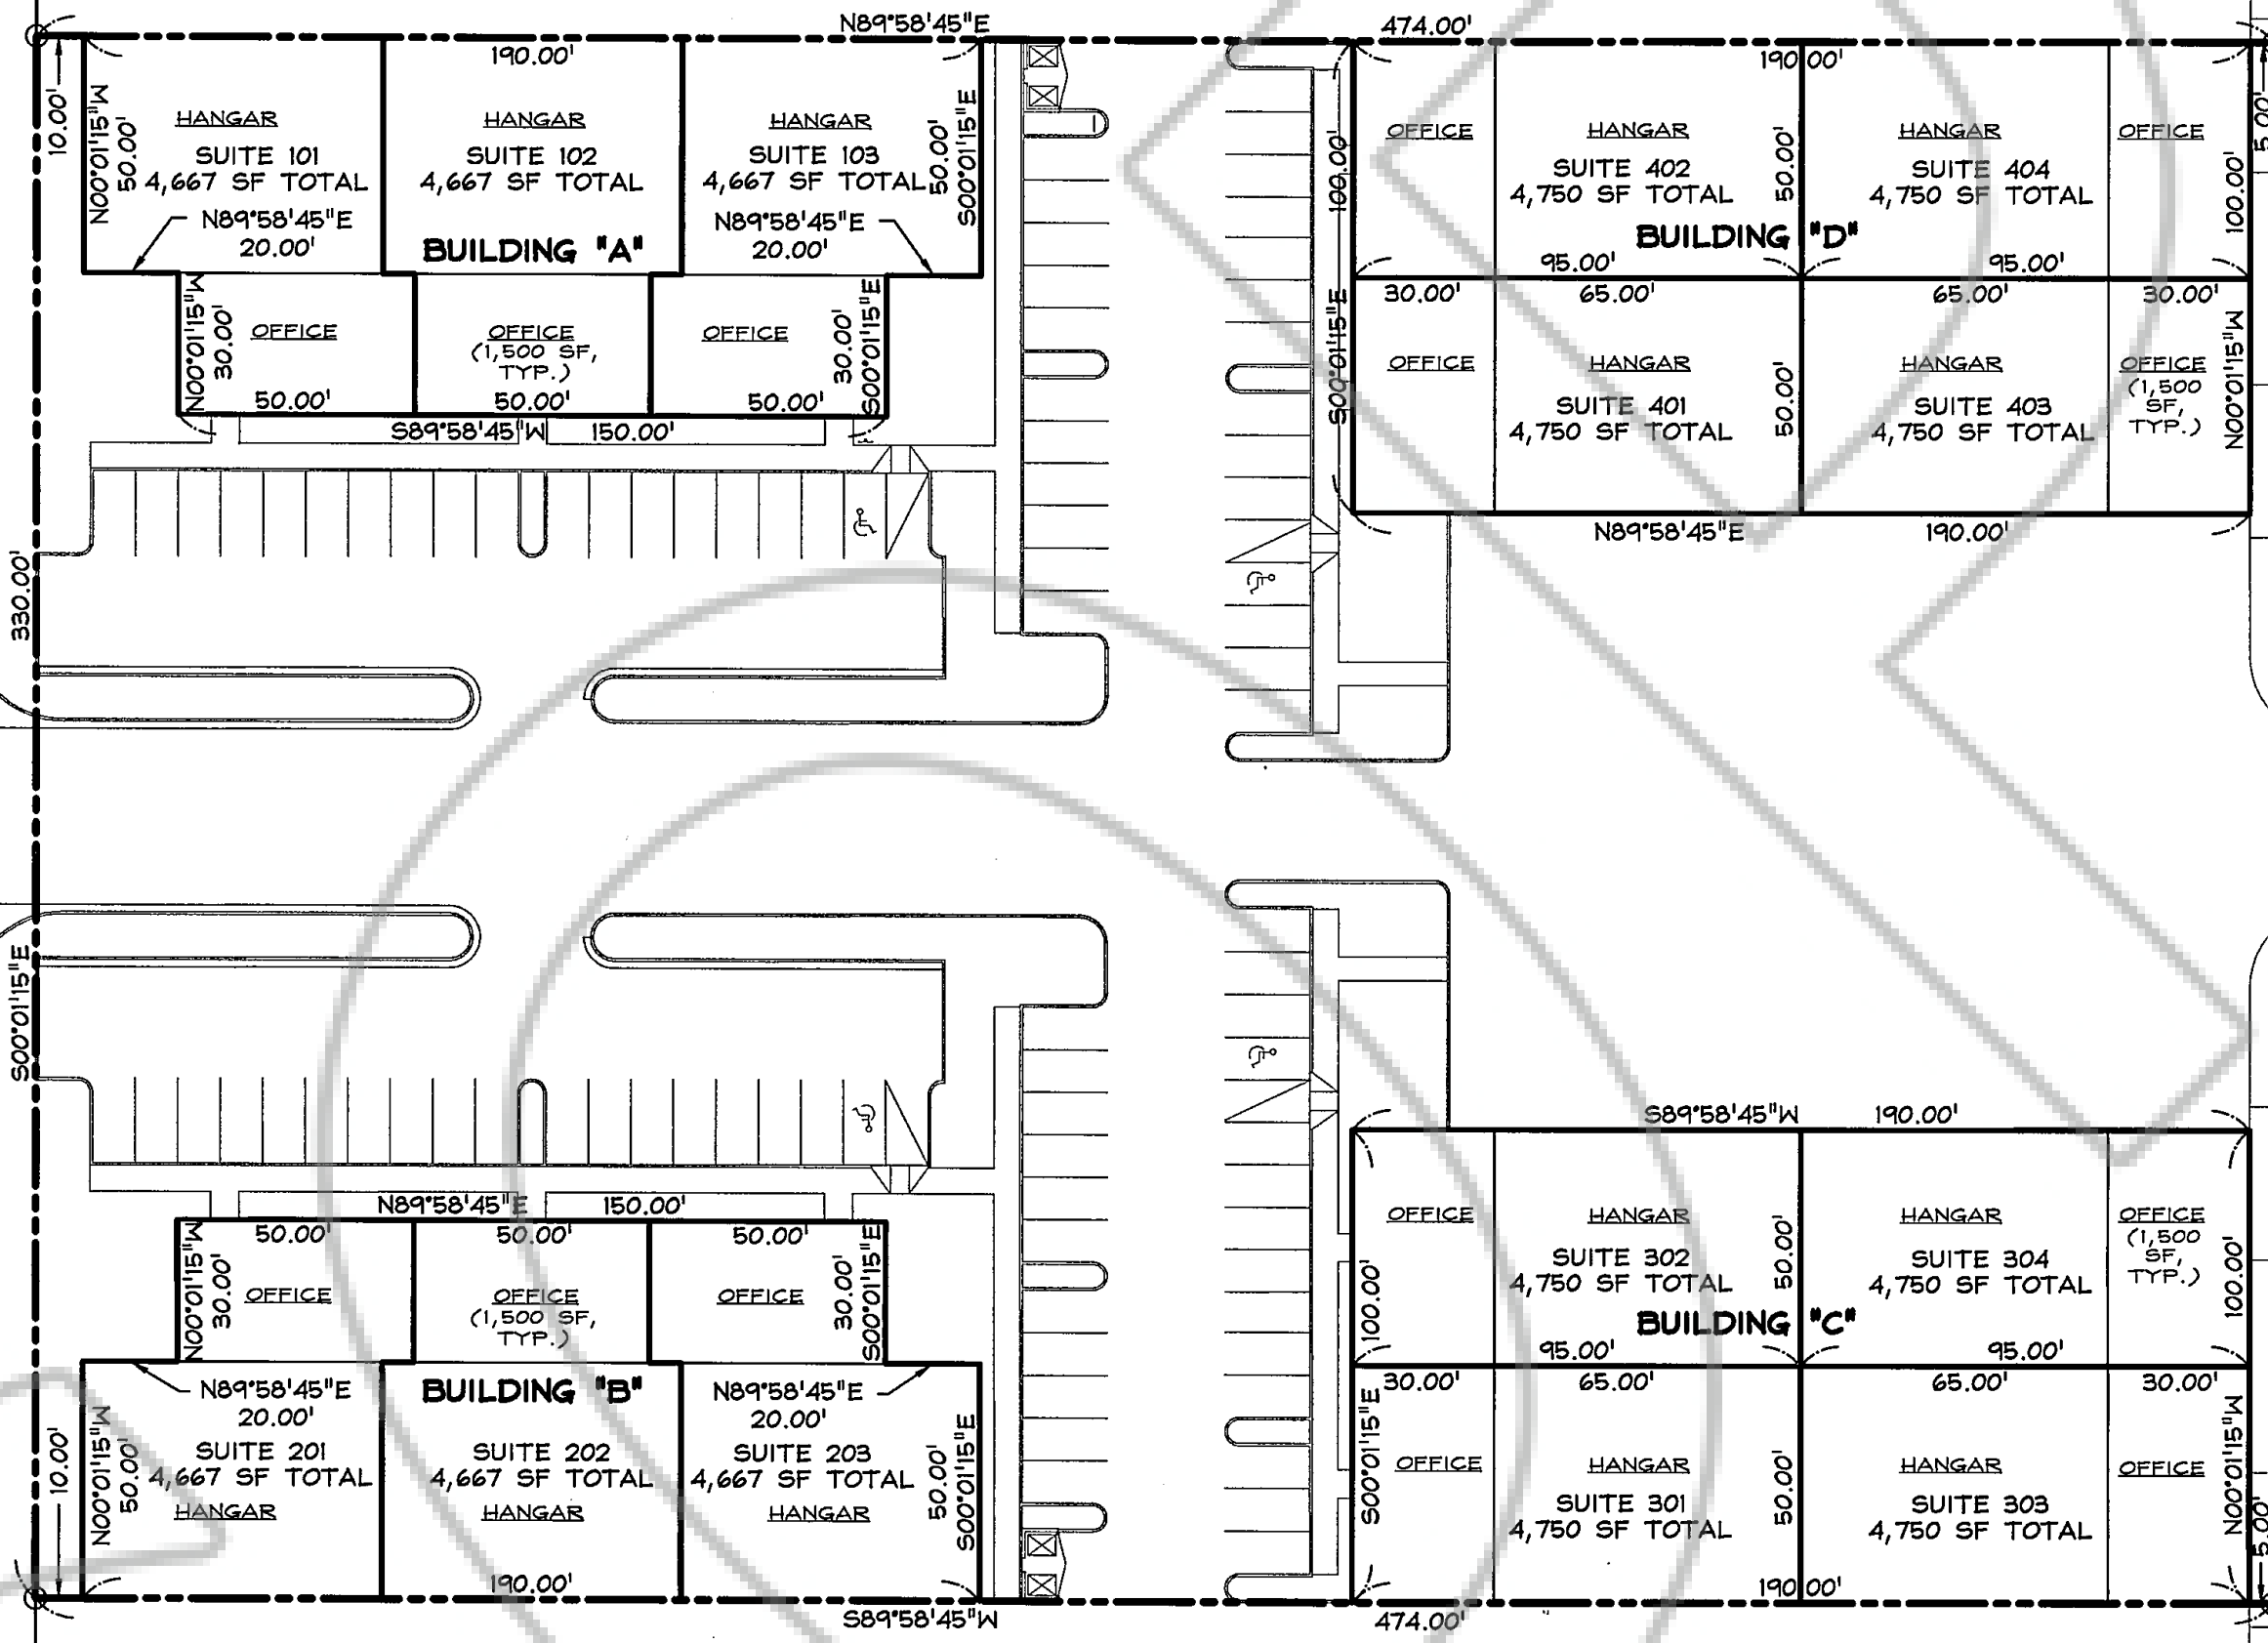 N89°58'45"E
474.00'
10.00'
N00°01'15"W
50.00'
HANGAR
SUITE 101
4,667 SF TOTAL
N89°58'45"E
20.00'
190.00'
HANGAR
SUITE 102
4,667 SF TOTAL
BUILDING "A"
HANGAR
SUITE 103
4,667 SF TOTAL
N89°58'45"E
20.00'
50.00'
S00°01'15"E
N00°01'15"W
30.00'
OFFICE
50.00'
OFFICE
(1,500 SF,
TYP.)
50.00'
OFFICE
50.00'
30.00'
S00°01'15"E
S89°58'45"W 150.00'
190.00'
100.00'
S00°01'15"E
OFFICE
HANGAR
SUITE 402
4,750 SF TOTAL
50.00'
HANGAR
SUITE 404
4,750 SF TOTAL
OFFICE
5.00'
100.00'
BUILDING "D"
95.00'
95.00'
30.00'
65.00'
65.00'
30.00'
OFFICE
HANGAR
SUITE 401
4,750 SF TOTAL
50.00'
HANGAR
SUITE 403
4,750 SF TOTAL
OFFICE
(1,500
SF,
TYP.)
N00°01'15"W
N89°58'45"E 190.00'
330.00'
S00°01'15"E
N89°58'45"E 150.00'
N00°01'15"W
30.00'
50.00'
OFFICE
50.00'
OFFICE
(1,500 SF,
TYP.)
50.00'
OFFICE
30.00'
S00°01'15"E
10.00'
N00°01'15"W
50.00'
N89°58'45"E
20.00'
SUITE 201
4,667 SF TOTAL
HANGAR
BUILDING "B"
SUITE 202
4,667 SF TOTAL
HANGAR
190.00'
N89°58'45"E
20.00'
SUITE 203
4,667 SF TOTAL
HANGAR
50.00'
S00°01'15"E
S89°58'45"W 190.00'
OFFICE
100.00'
HANGAR
SUITE 302
4,750 SF TOTAL
50.00'
HANGAR
SUITE 304
4,750 SF TOTAL
OFFICE
(1,500
SF,
TYP.)
100.00'
BUILDING "C"
95.00'
95.00'
30.00'
65.00'
65.00'
30.00'
S00°01'15"E
OFFICE
HANGAR
SUITE 301
4,750 SF TOTAL
50.00'
HANGAR
SUITE 303
4,750 SF TOTAL
OFFICE
N00°01'15"W
5.00'
190.00'
S89°58'45"W
474.00'